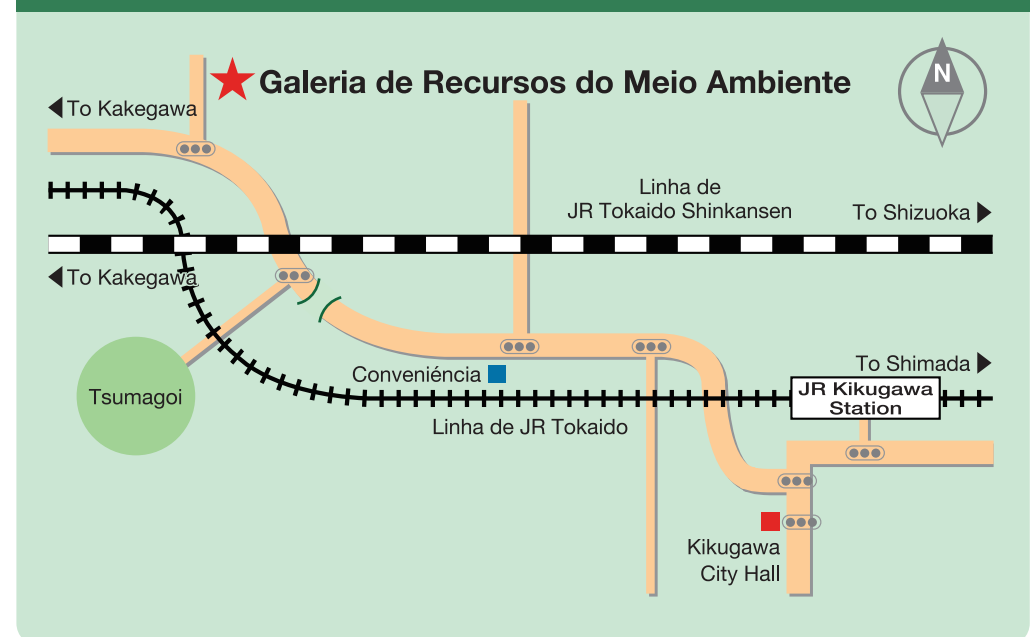 N
Galeria de Recursos do Meio Ambiente
To Kakegawa
Linha de
JR Tokaido Shinkansen
To Shizuoka
To Kakegawa
To Shimada
Conveniéncia
JR Kikugawa
Station
Tsumagoi
Linha de JR Tokaido
Kikugawa
City Hall